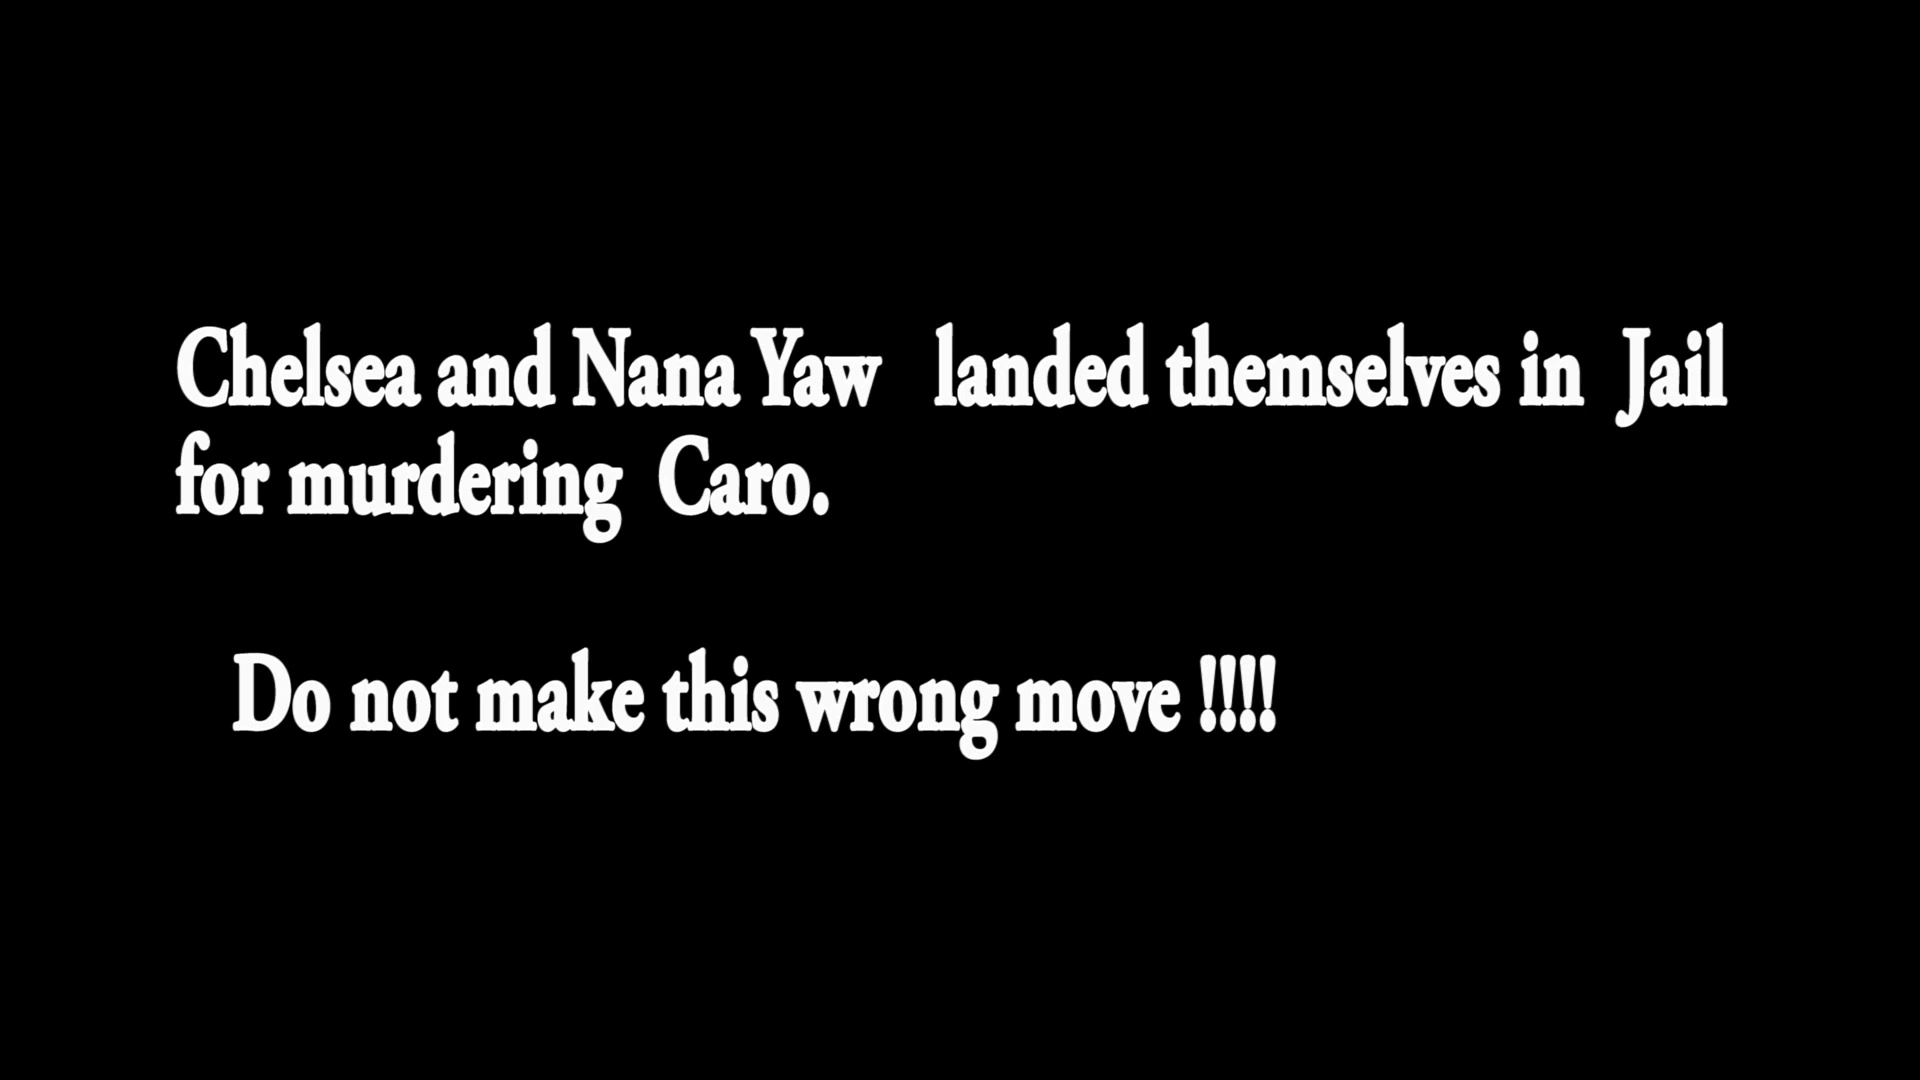 Chelsea and Nana Yaw landed themselves in Jail
for murdering Caro.
Do not make this wrong move !!!!